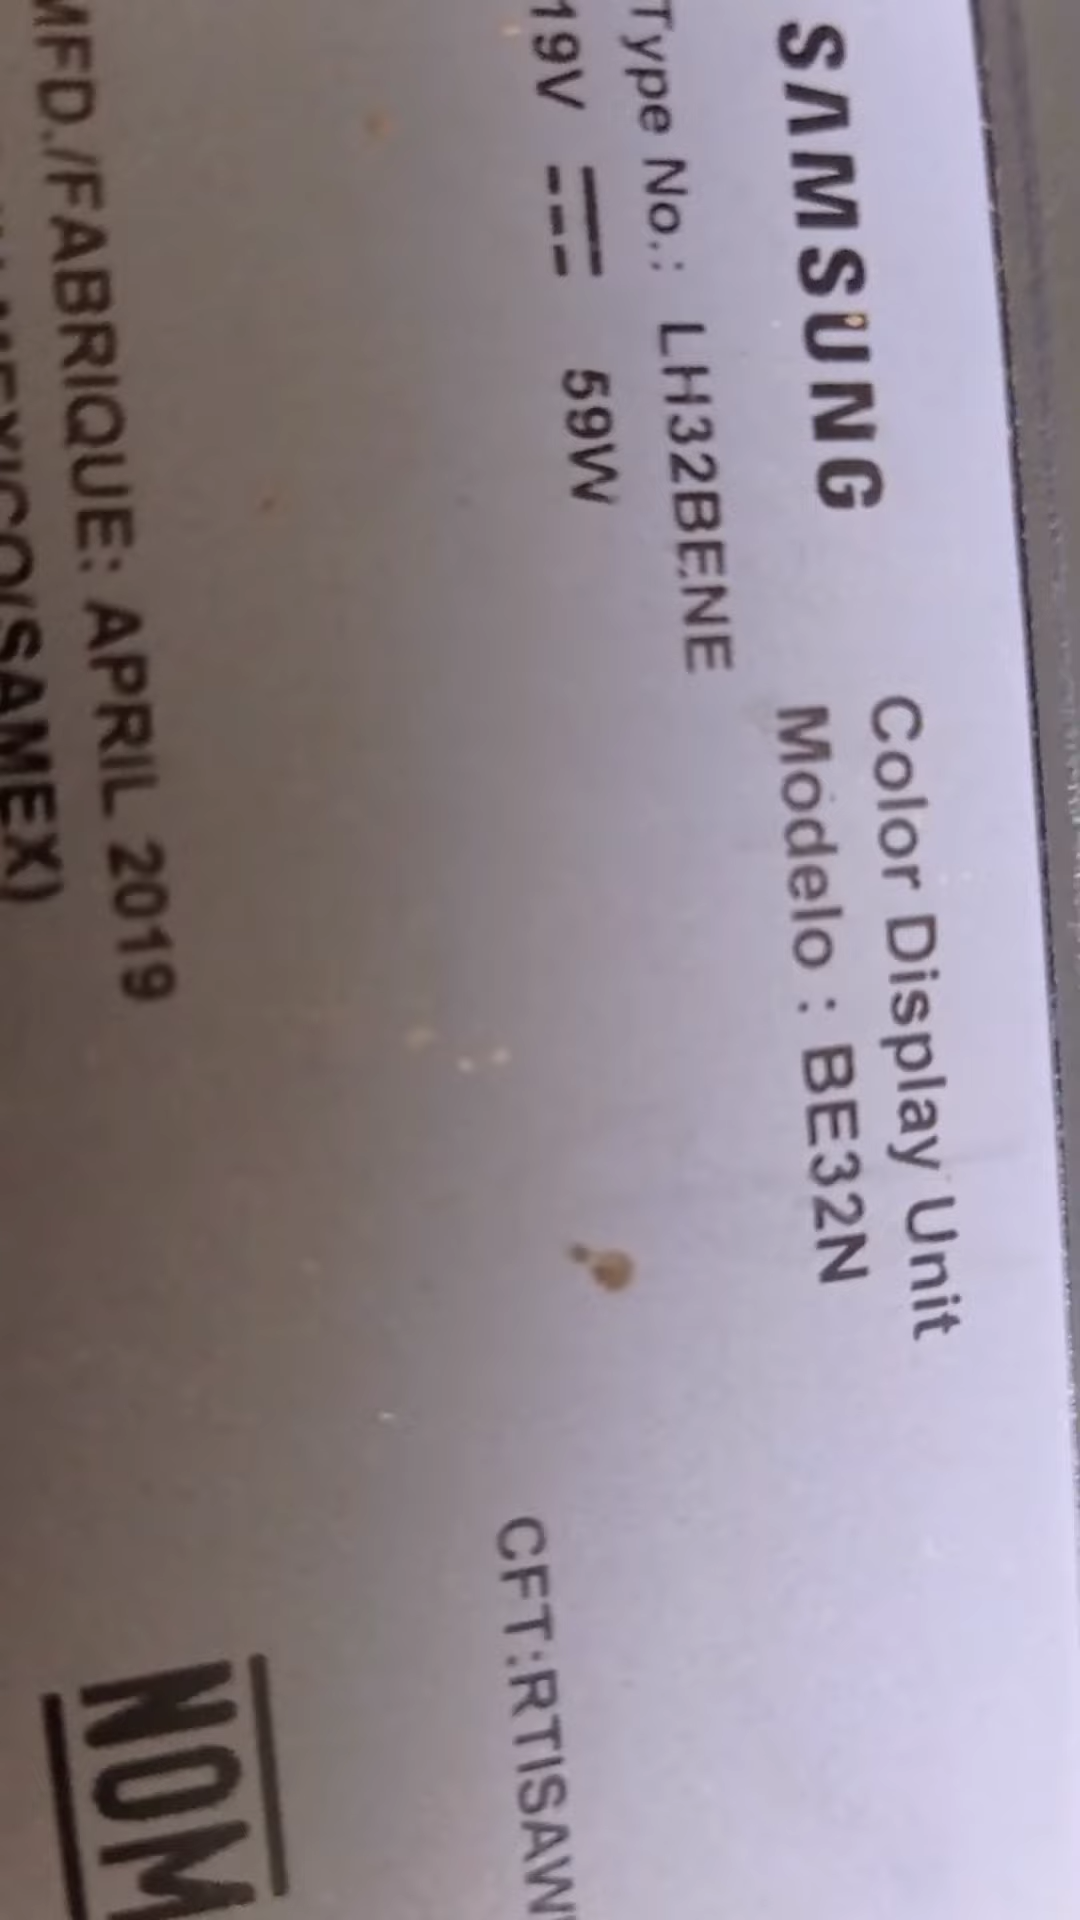 SAMSUNG
Color Display Unit
Modelo : BE32N
Type No.: LH32BENE
19V 59W
CFT:RTISAW
MFD./FABRIQUE: APRIL 2019
MEXICO(SAMEX)
NOM